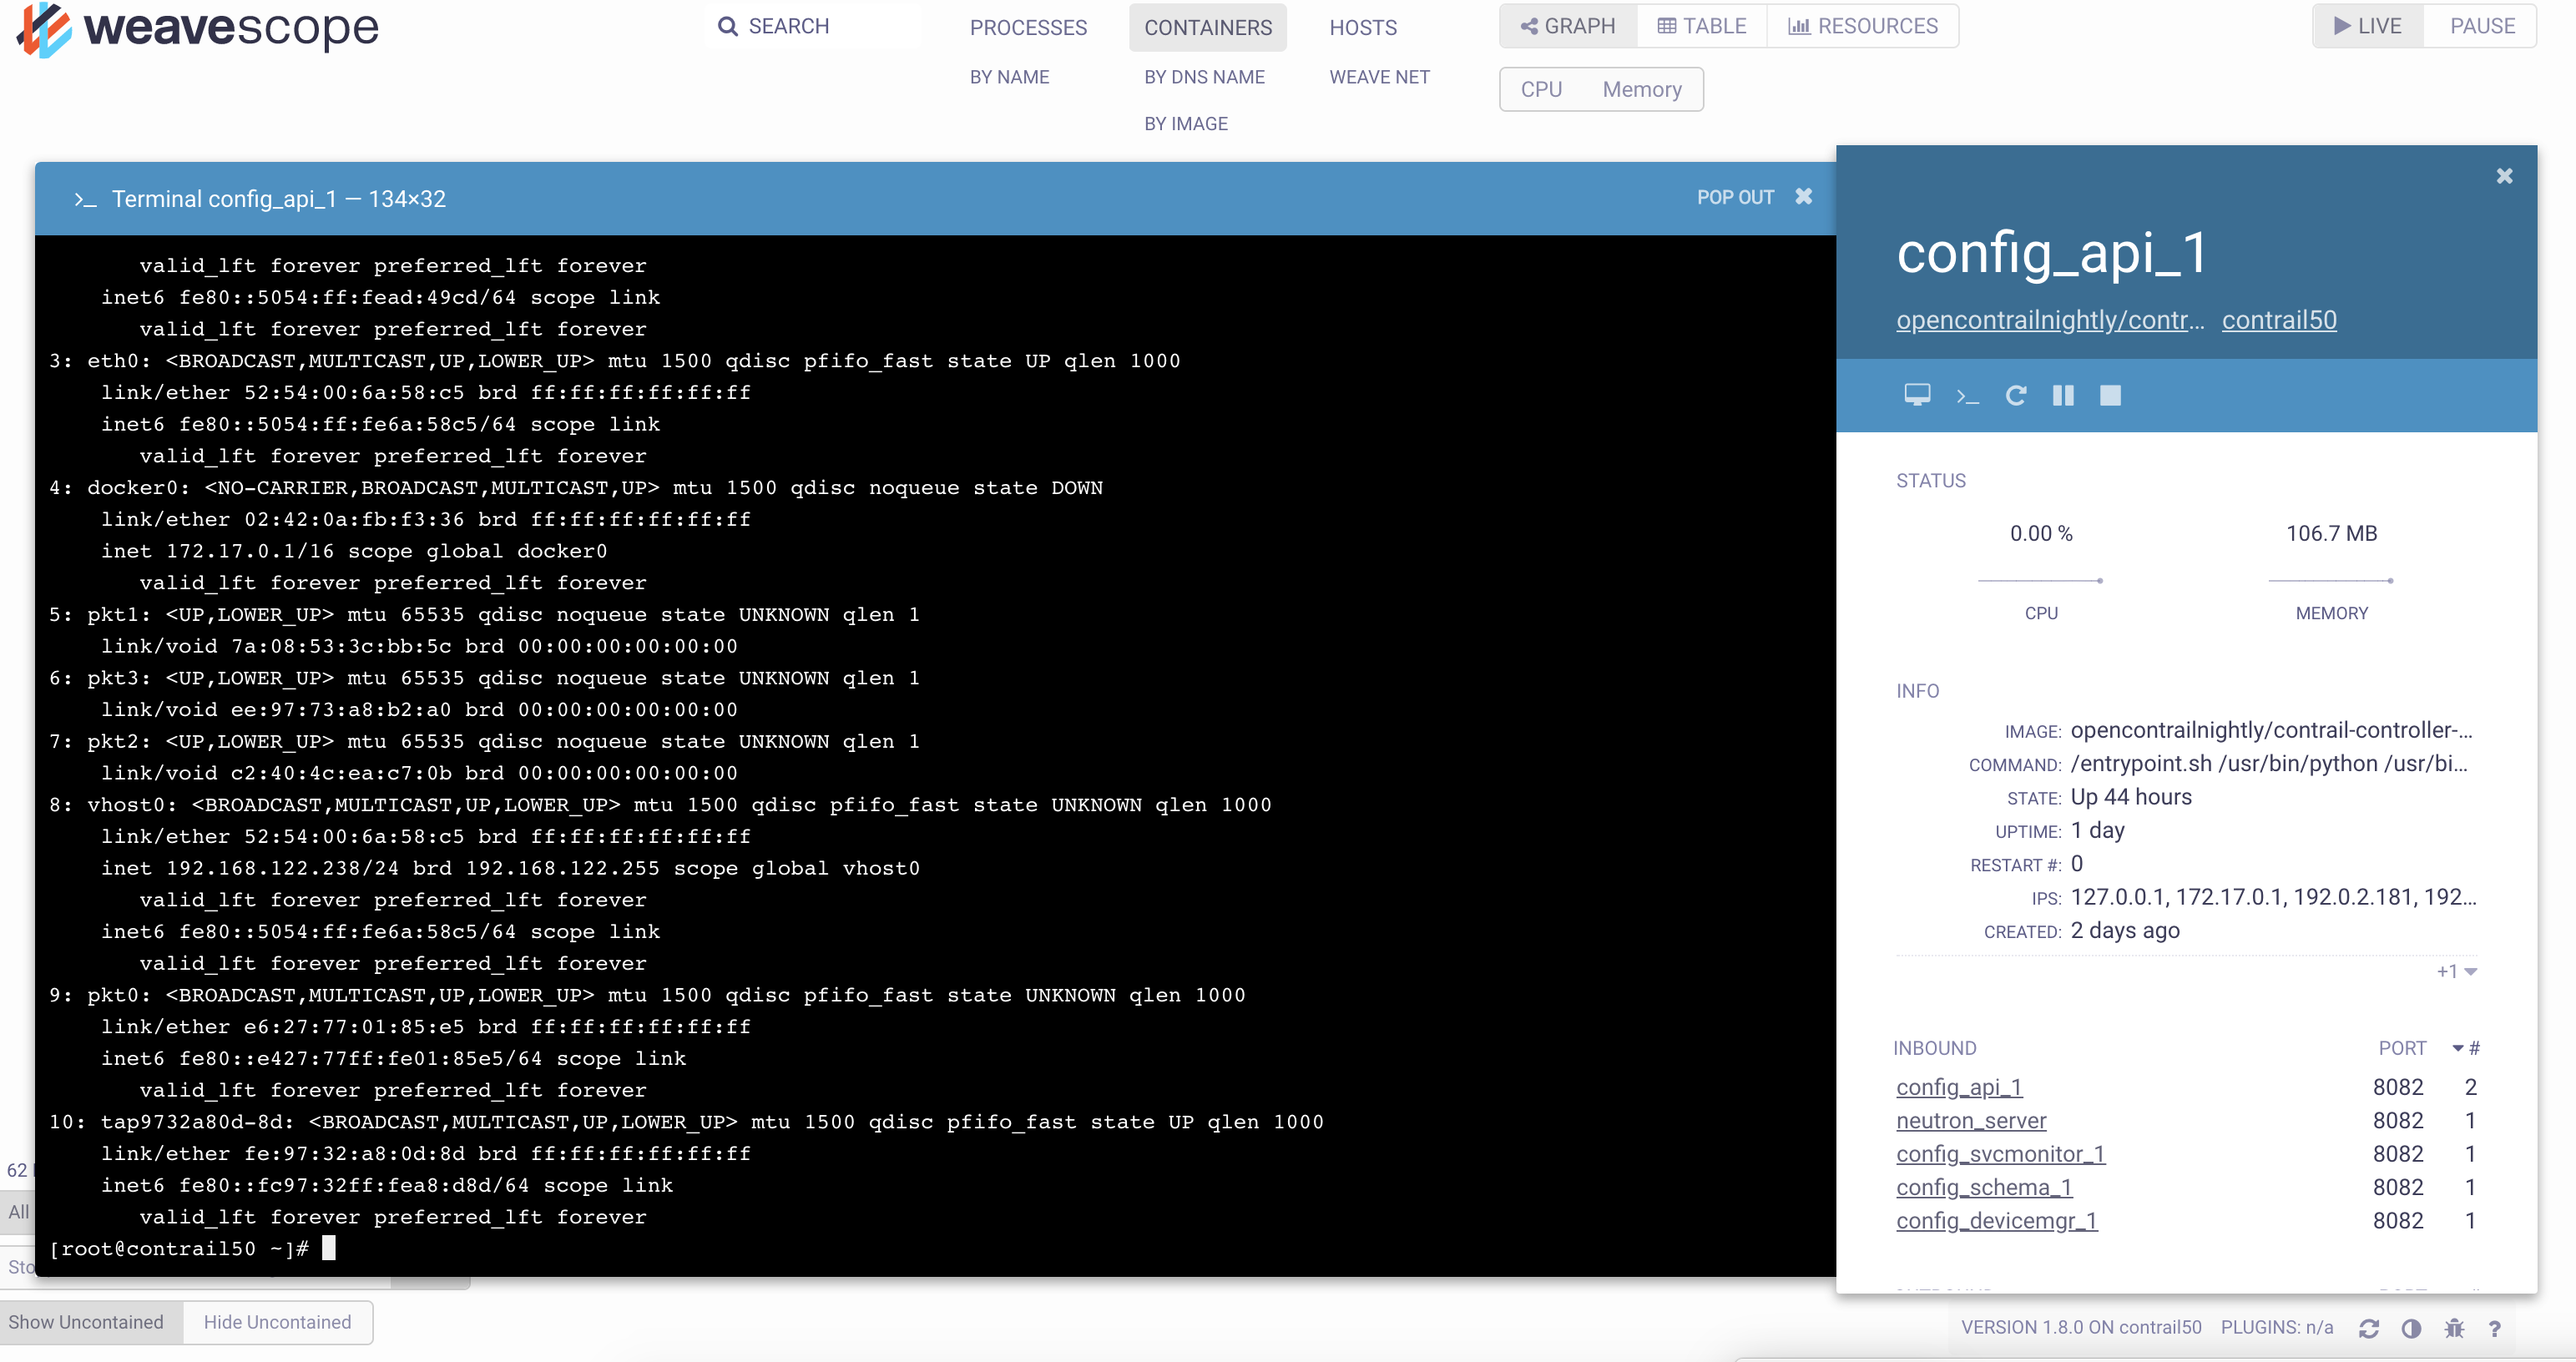 weavescope
SEARCH
PROCESSES
CONTAINERS
HOSTS
BY NAME
BY DNS NAME
WEAVE NET
BY IMAGE
GRAPH
TABLE
RESOURCES
CPU
Memory
LIVE
PAUSE
>_ Terminal config_api_1 — 134×32
POP OUT
valid_lft forever preferred_lft forever
inet6 fe80::5054:ff:fead:49cd/64 scope link
valid_lft forever preferred_lft forever
3: eth0: <BROADCAST,MULTICAST,UP,LOWER_UP> mtu 1500 qdisc pfifo_fast state UP qlen 1000
link/ether 52:54:00:6a:58:c5 brd ff:ff:ff:ff:ff:ff
inet6 fe80::5054:ff:fe6a:58c5/64 scope link
valid_lft forever preferred_lft forever
4: docker0: <NO-CARRIER,BROADCAST,MULTICAST,UP> mtu 1500 qdisc noqueue state DOWN
link/ether 02:42:0a:fb:f3:36 brd ff:ff:ff:ff:ff:ff
inet 172.17.0.1/16 scope global docker0
valid_lft forever preferred_lft forever
5: pkt1: <UP,LOWER_UP> mtu 65535 qdisc noqueue state UNKNOWN qlen 1
link/void 7a:08:53:3c:bb:5c brd 00:00:00:00:00:00
6: pkt3: <UP,LOWER_UP> mtu 65535 qdisc noqueue state UNKNOWN qlen 1
link/void ee:97:73:a8:b2:a0 brd 00:00:00:00:00:00
7: pkt2: <UP,LOWER_UP> mtu 65535 qdisc noqueue state UNKNOWN qlen 1
link/void c2:40:4c:ea:c7:0b brd 00:00:00:00:00:00
8: vhost0: <BROADCAST,MULTICAST,UP,LOWER_UP> mtu 1500 qdisc pfifo_fast state UNKNOWN qlen 1000
link/ether 52:54:00:6a:58:c5 brd ff:ff:ff:ff:ff:ff
inet 192.168.122.238/24 brd 192.168.122.255 scope global vhost0
valid_lft forever preferred_lft forever
inet6 fe80::5054:ff:fe6a:58c5/64 scope link
valid_lft forever preferred_lft forever
9: pkt0: <BROADCAST,MULTICAST,UP,LOWER_UP> mtu 1500 qdisc pfifo_fast state UNKNOWN qlen 1000
link/ether e6:27:77:01:85:e5 brd ff:ff:ff:ff:ff:ff
inet6 fe80::e427:77ff:fe01:85e5/64 scope link
valid_lft forever preferred_lft forever
10: tap9732a80d-8d: <BROADCAST,MULTICAST,UP,LOWER_UP> mtu 1500 qdisc pfifo_fast state UP qlen 1000
link/ether fe:97:32:a8:0d:8d brd ff:ff:ff:ff:ff:ff
inet6 fe80::fc97:32ff:fea8:d8d/64 scope link
valid_lft forever preferred_lft forever
[root@contrail50 ~]#
config_api_1
opencontrailnightly/contr... contrail50
>_
STATUS
0.00 % 106.7 MB
CPU MEMORY
INFO
IMAGE: opencontrailnightly/contrail-controller-...
COMMAND: /entrypoint.sh /usr/bin/python /usr/bi...
STATE: Up 44 hours
UPTIME: 1 day
RESTART #: 0
IPS: 127.0.0.1, 172.17.0.1, 192.0.2.181, 192...
CREATED: 2 days ago
+1
INBOUND PORT #
config_api_1 8082 2
neutron_server 8082 1
config_svcmonitor_1 8082 1
config_schema_1 8082 1
config_devicemgr_1 8082 1
62
All
Sto
Show Uncontained Hide Uncontained
VERSION 1.8.0 ON contrail50 PLUGINS: n/a ?